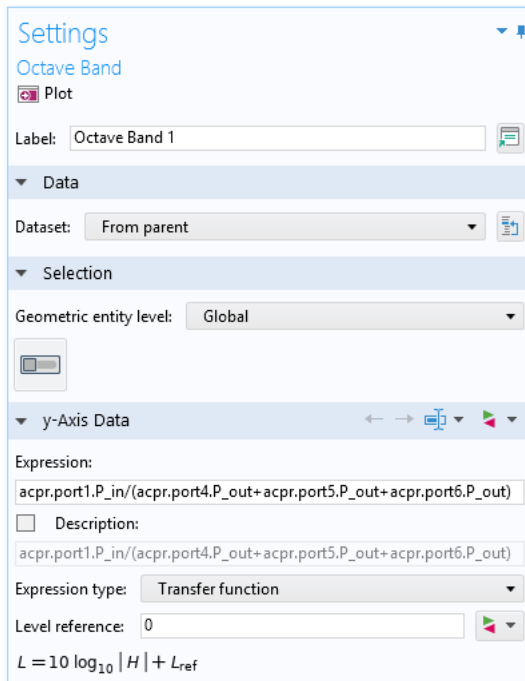 Settings
Octave Band
Plot
Label: Octave Band 1
Data
Dataset: From parent
Selection
Geometric entity level: Global
y-Axis Data
Expression:
acpr.port1.P_in/(acpr.port4.P_out+acpr.port5.P_out+acpr.port6.P_out)
Description:
acpr.port1.P_in/(acpr.port4.P_out+acpr.port5.P_out+acpr.port6.P_out)
Expression type: Transfer function
Level reference: 0
L = 10 log₁₀ |H| + L_ref